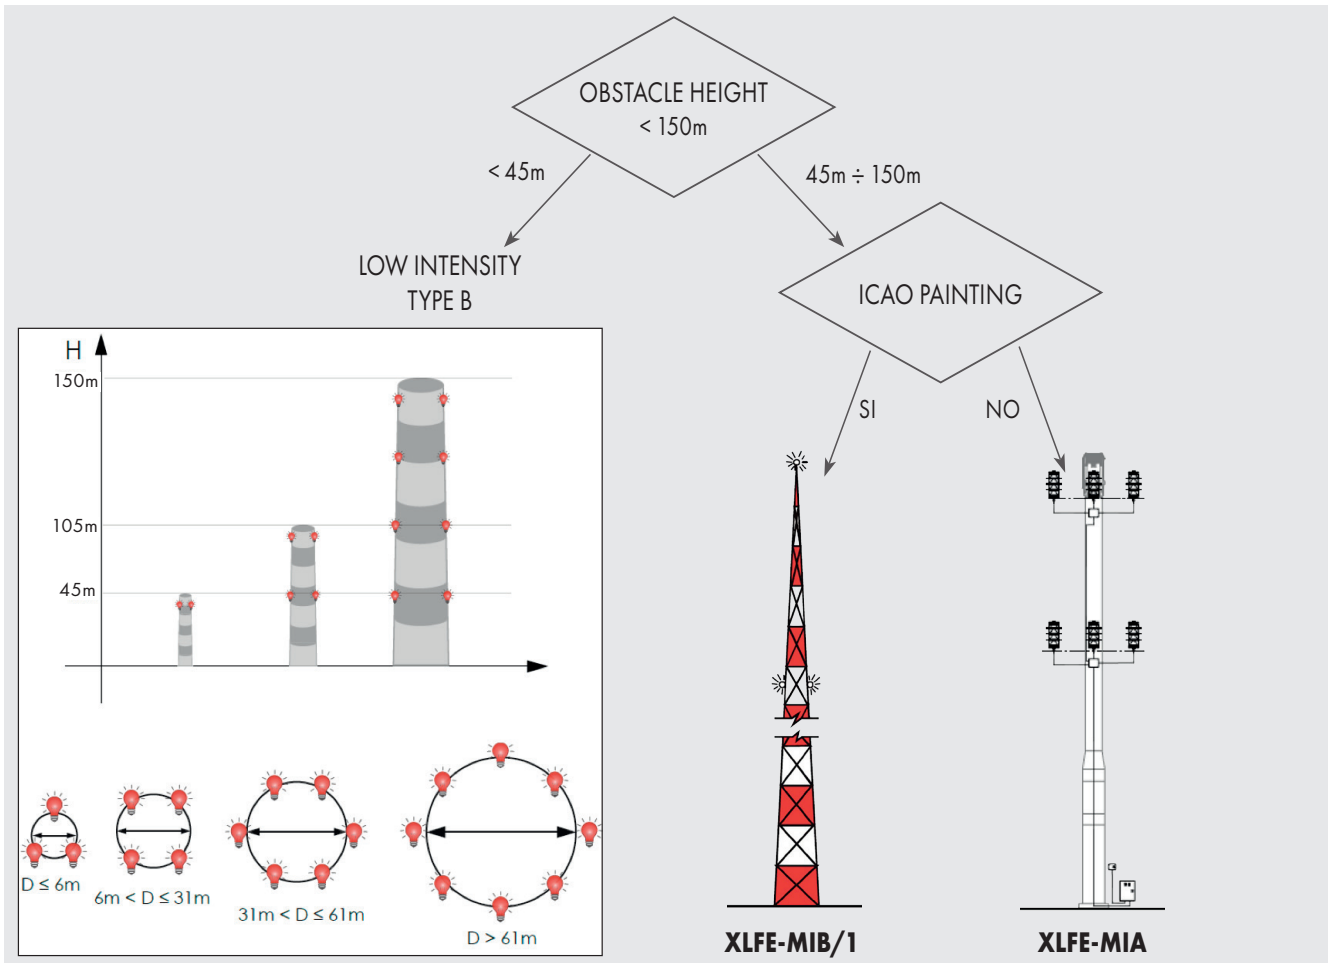 OBSTACLE HEIGHT
< 150m
< 45m
45m ÷ 150m
LOW INTENSITY
TYPE B
ICAO PAINTING
SI
NO
H
150m
105m
45m
D ≤ 6m
6m < D ≤ 31m
31m < D ≤ 61m
D > 61m
XLFE-MIB/1
XLFE-MIA